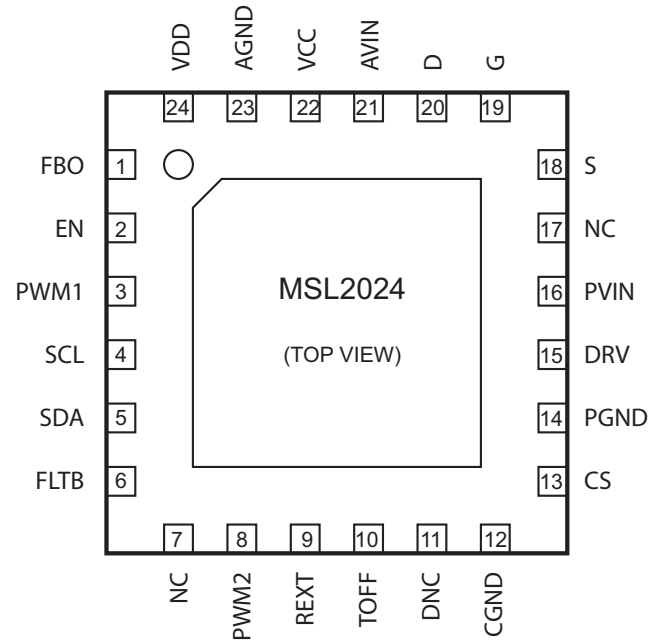 VDD
AGND
VCC
AVIN
D
G
24
23
22
21
20
19
FBO 1
18 S
EN 2
17 NC
PWM1 3
MSL2024
16 PVIN
SCL 4
(TOP VIEW)
15 DRV
SDA 5
14 PGND
FLTB 6
13 CS
7
8
9
10
11
12
NC
PWM2
REXT
TOFF
DNC
CGND